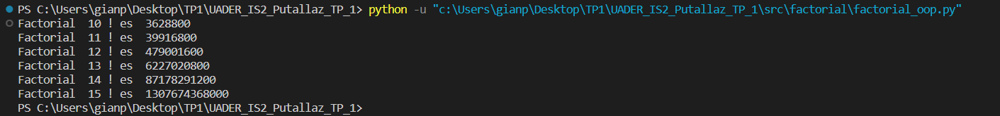 PS C:\Users\gianp\Desktop\TP1\UADER_IS2_Putallaz_TP_1> python -u "c:\Users\gianp\Desktop\TP1\UADER_IS2_Putallaz_TP_1\src\factorial\factorial_oop.py"
Factorial  10 ! es  3628800
Factorial  11 ! es  39916800
Factorial  12 ! es  479001600
Factorial  13 ! es  6227020800
Factorial  14 ! es  87178291200
Factorial  15 ! es  1307674368000
PS C:\Users\gianp\Desktop\TP1\UADER_IS2_Putallaz_TP_1>